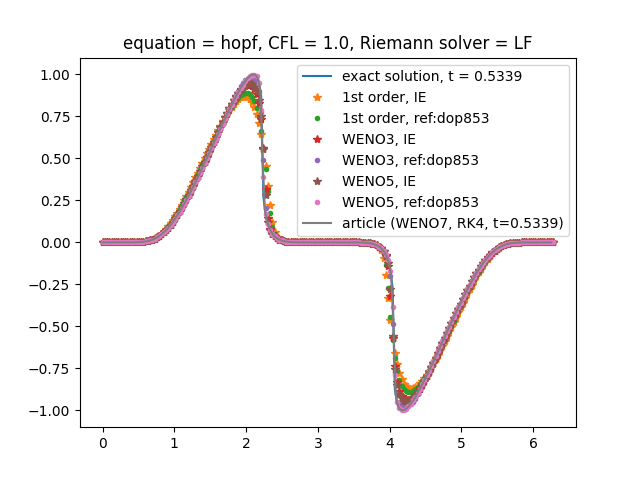 equation = hopf, CFL = 1.0, Riemann solver = LF
exact solution, t = 0.5339
1st order, IE
1st order, ref:dop853
WENO3, IE
WENO3, ref:dop853
WENO5, IE
WENO5, ref:dop853
article (WENO7, RK4, t=0.5339)
1.00
0.75
0.50
0.25
0.00
−0.25
−0.50
−0.75
−1.00
0 1 2 3 4 5 6